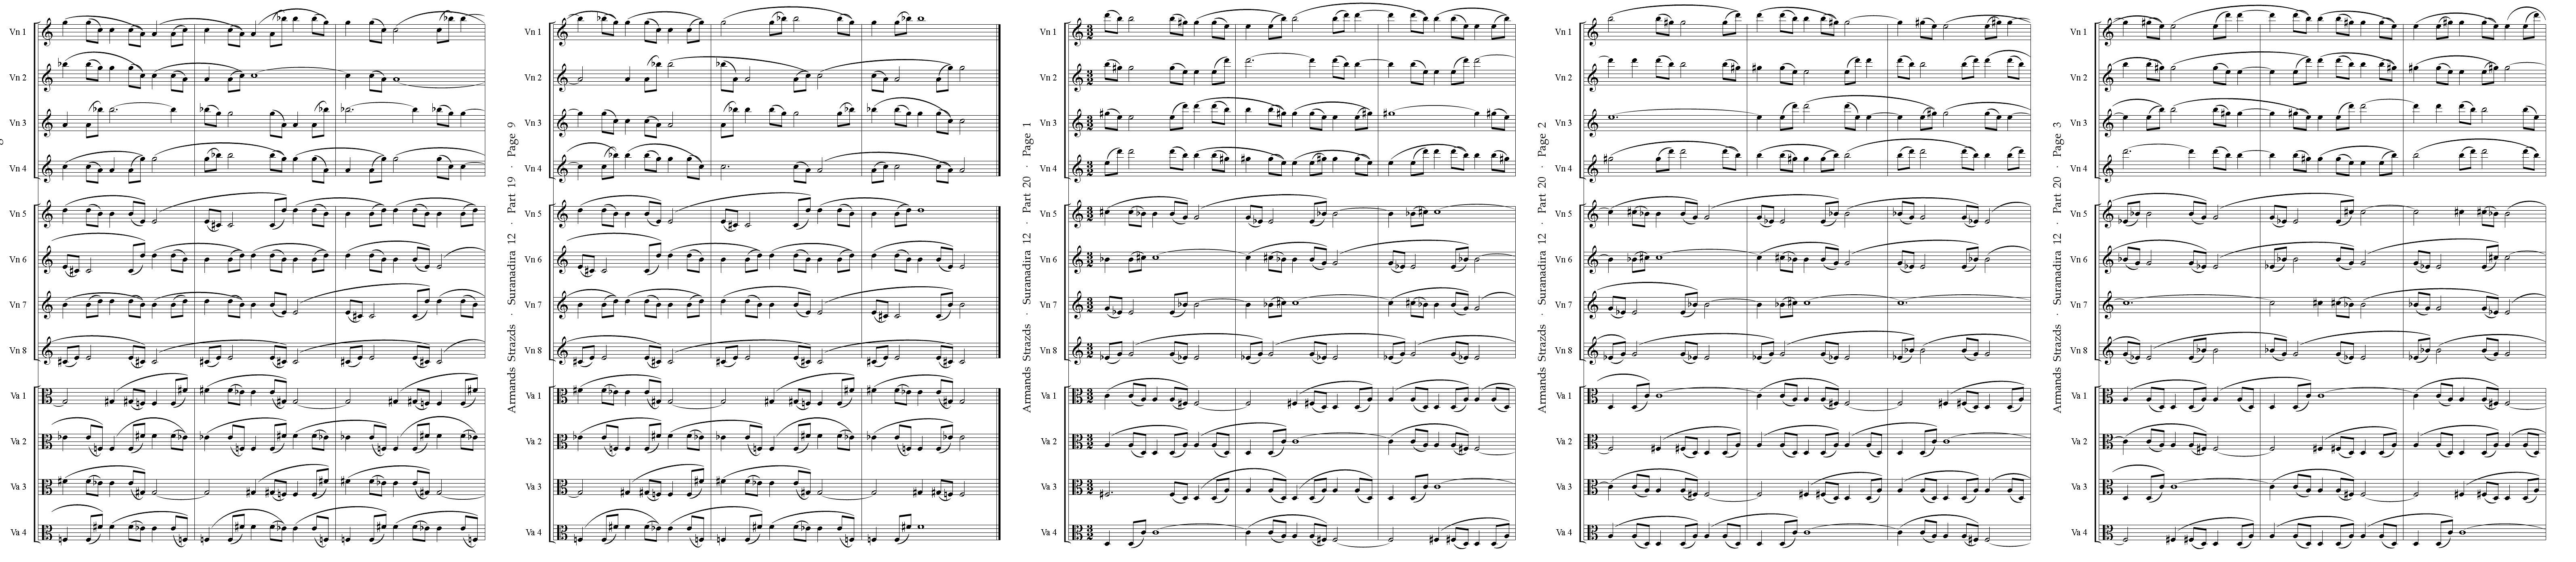 Vn 1
Vn 2
Vn 3
Vn 4
Vn 5
Vn 6
Vn 7
Vn 8
Va 1
Va 2
Va 3
Va 4
Armands Strazds · Suranadira 12 · Part 19 · Page 9
Vn 1
Vn 2
Vn 3
Vn 4
Vn 5
Vn 6
Vn 7
Vn 8
Va 1
Va 2
Va 3
Va 4
Armands Strazds · Suranadira 12 · Part 20 · Page 1
Vn 1
Vn 2
Vn 3
Vn 4
Vn 5
Vn 6
Vn 7
Vn 8
Va 1
Va 2
Va 3
Va 4
Armands Strazds · Suranadira 12 · Part 20 · Page 2
Vn 1
Vn 2
Vn 3
Vn 4
Vn 5
Vn 6
Vn 7
Vn 8
Va 1
Va 2
Va 3
Va 4
Armands Strazds · Suranadira 12 · Part 20 · Page 3
Vn 1
Vn 2
Vn 3
Vn 4
Vn 5
Vn 6
Vn 7
Vn 8
Va 1
Va 2
Va 3
Va 4